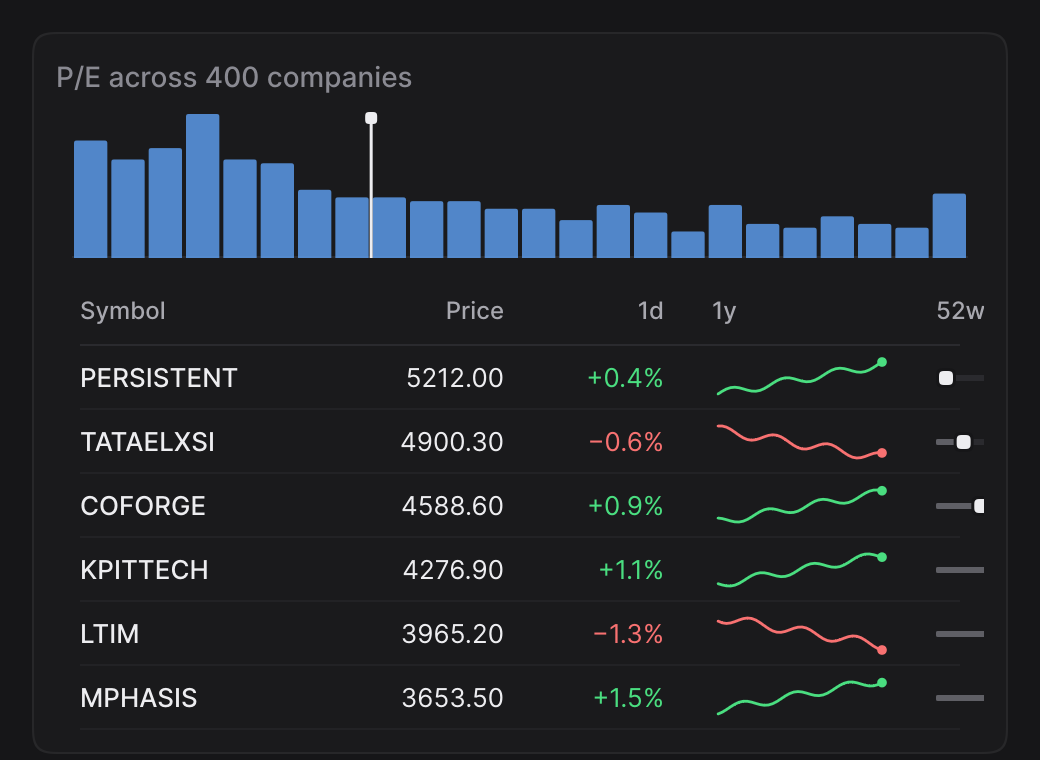 P/E across 400 companies
Symbol Price 1d 1y 52w
PERSISTENT 5212.00 +0.4%
TATAELXSI 4900.30 −0.6%
COFORGE 4588.60 +0.9%
KPITTECH 4276.90 +1.1%
LTIM 3965.20 −1.3%
MPHASIS 3653.50 +1.5%